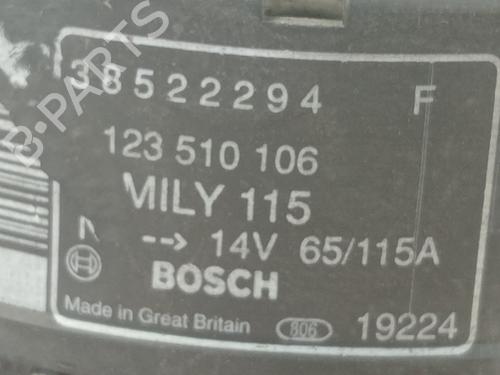 B-PARTS
38522294 F
123 510 106
MILY 115
--> 14V 65/115A
BOSCH
Made in Great Britain 806 19224